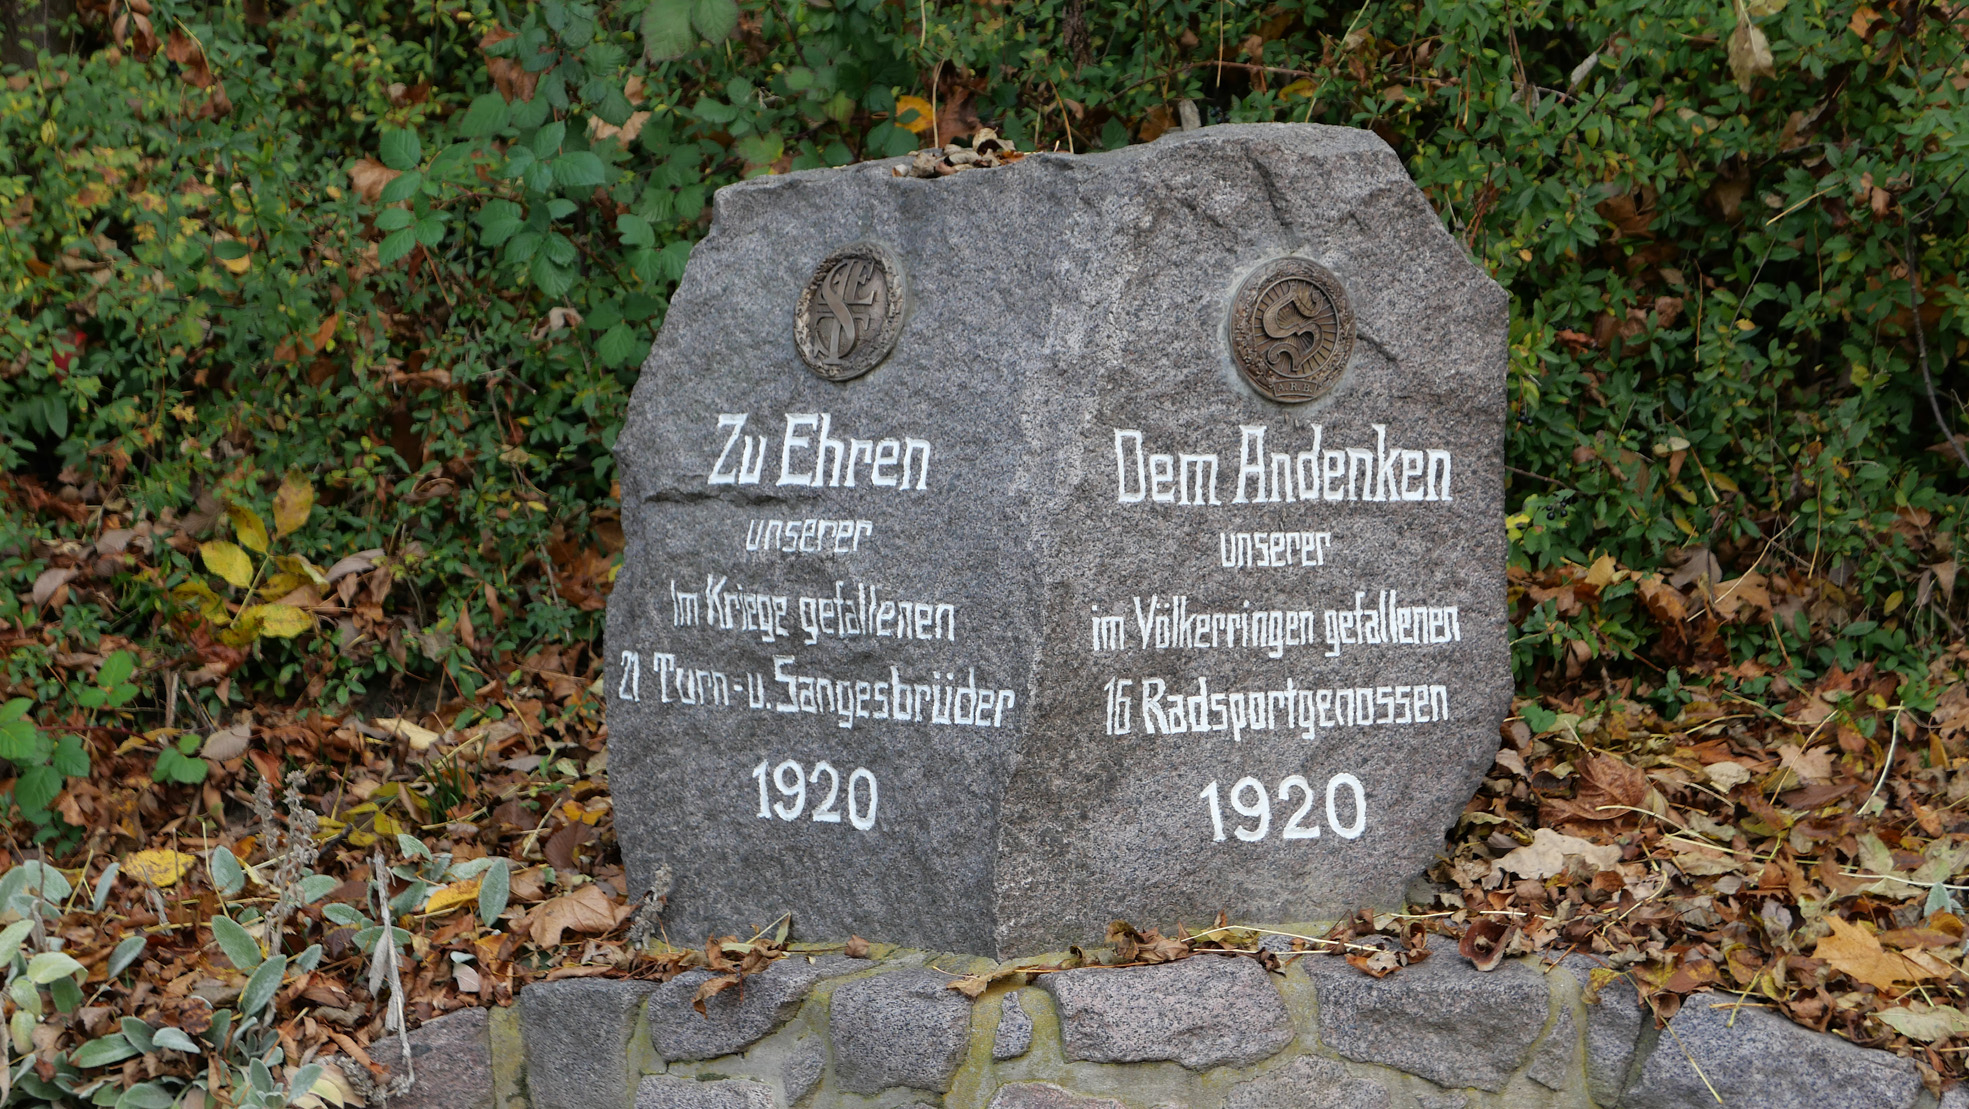 Zu Ehren
unserer
im Kriege gefallenen
21 Turn- u. Sangesbrüder
1920
A.R.B.
Dem Andenken
unserer
im Völkerringen gefallenen
16 Radsportgenossen
1920